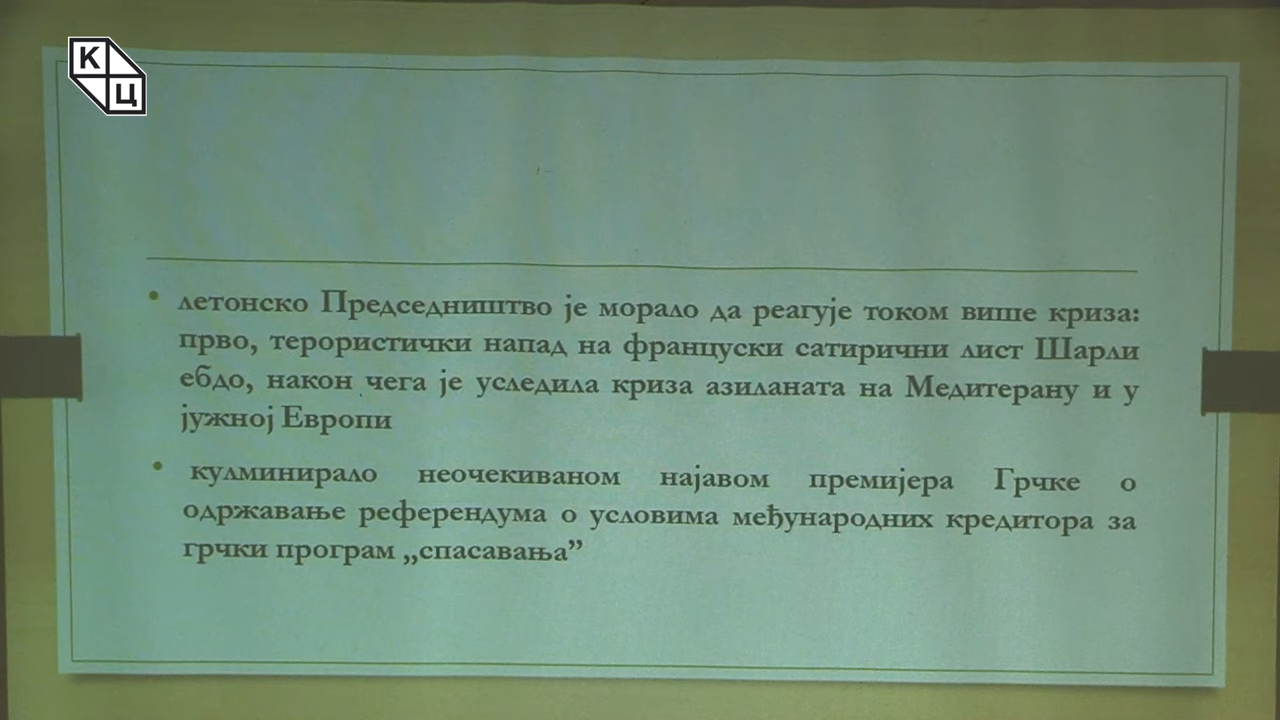 К
Ц
летонско Председништво је морало да реагује током више криза:
прво, терористички напад на француски сатирични лист Шарли
ебдо, након чега је уследила криза азиланата на Медитерану и у
јужној Европи
кулминирало неочекиваном најавом премијера Грчке о
одржавање референдума о условима међународних кредитора за
грчки програм „спасавања”